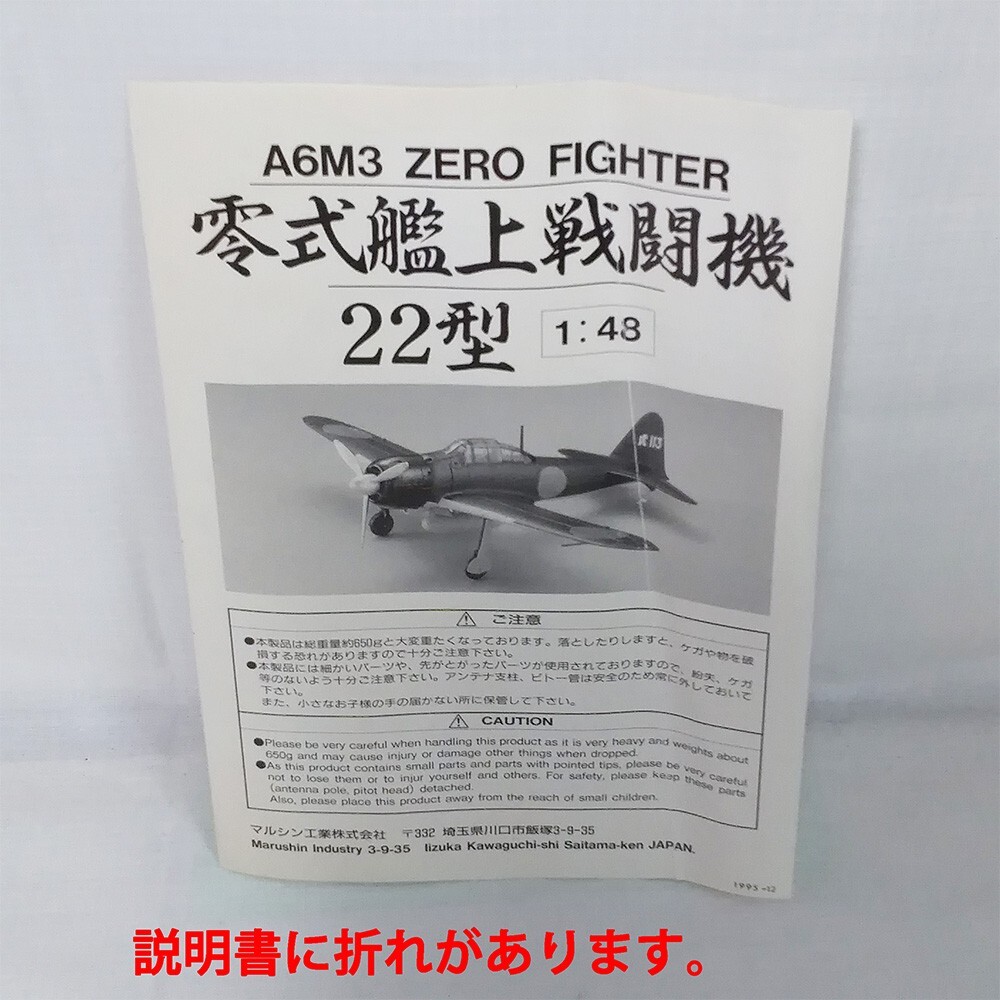 A6M3 ZERO FIGHTER
零式艦上戦闘機
22型
1:48
⚠ ご注意
●本製品は総重量約650gと大変重たくなっております。落としたりしますと、ケガや物を破
損する恐れがありますので十分ご注意下さい。
●本製品には細かいパーツや、先がとがったパーツが使用されておりますので、紛失、ケガ
等のないよう十分ご注意下さい。アンテナ支柱、ピトー管は安全のため常に外しておいて
下さい。
また、小さなお子様の手の届かない所に保管して下さい。
⚠ CAUTION
●Please be very careful when handling this product as it is very heavy and weights about
650g and may cause injury or damage other things when dropped.
●As this product contains small parts and parts with pointed tips, please be very careful
not to lose them or to injur yourself and others. For safety, please keep these parts
(antenna pole, pitot head) detached.
Also, please place this product away from the reach of small children.
マルシン工業株式会社 〒332 埼玉県川口市飯塚3-9-35
Marushin Industry 3-9-35 Iizuka Kawaguchi-shi Saitama-ken JAPAN.
説明書に折れがあります。